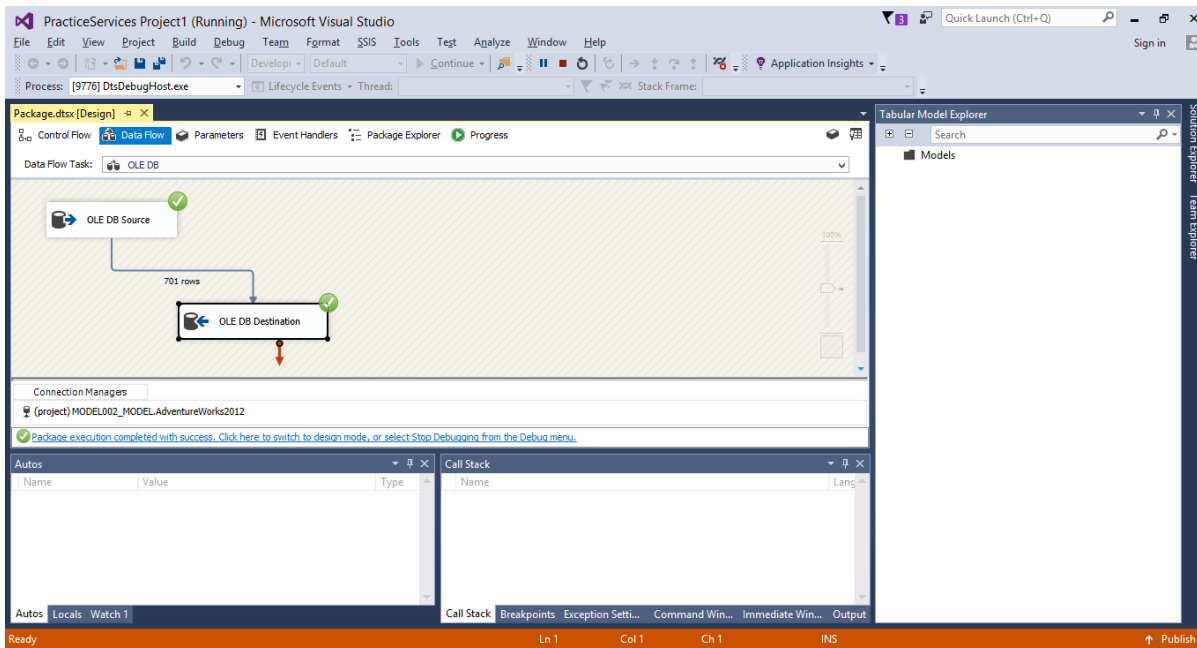 PracticeServices Project1 (Running) - Microsoft Visual Studio
3
Quick Launch (Ctrl+Q)
File Edit View Project Build Debug Team Format SSIS Tools Test Analyze Window Help
Sign in
Develop Default Continue Application Insights
Process: [9776] DtsDebugHost.exe Lifecycle Events Thread: Stack Frame:
Package.dtsx [Design]
Control Flow Data Flow Parameters Event Handlers Package Explorer Progress
Data Flow Task: OLE DB
OLE DB Source
100%
701 rows
OLE DB Destination
Connection Managers
(project) MODEL002_MODEL.AdventureWorks2012
Package execution completed with success. Click here to switch to design mode, or select Stop Debugging from the Debug menu.
Autos
Name Value Type
Autos Locals Watch 1
Call Stack
Name Lang
Call Stack Breakpoints Exception Setti... Command Win... Immediate Win... Output
Tabular Model Explorer
Search
Models
Solution Explorer
Team Explorer
Ready Ln 1 Col 1 Ch 1 INS Publish